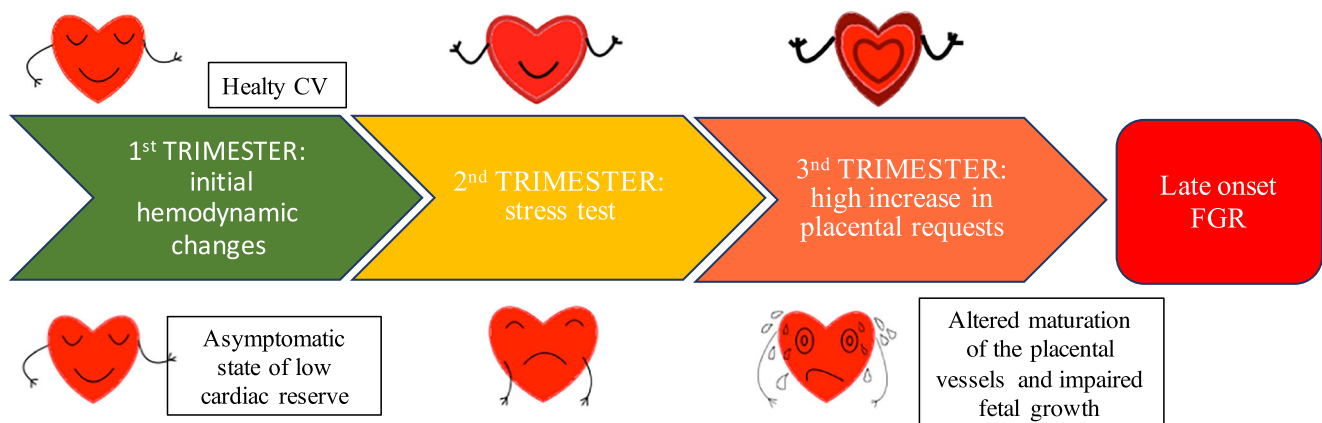 Healty CV
1st TRIMESTER:
initial
hemodynamic
changes
2nd TRIMESTER:
stress test
3nd TRIMESTER:
high increase in
placental requests
Late onset
FGR
Asymptomatic
state of low
cardiac reserve
Altered maturation
of the placental
vessels and impaired
fetal growth